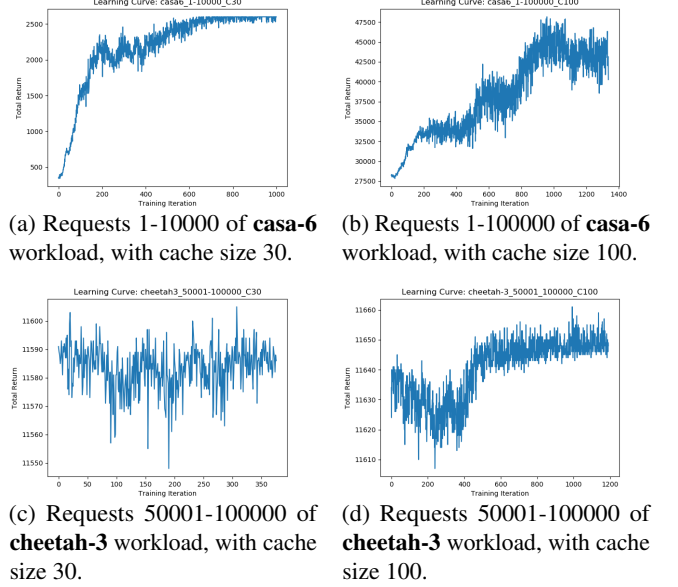 Learning Curve: casa6_1-10000_C30
Total Return
2500
2000
1500
1000
500
0 200 400 600 800 1000
Training Iteration
(a) Requests 1-10000 of casa-6
workload, with cache size 30.
Learning Curve: casa6_1-100000_C100
Total Return
47500
45000
42500
40000
37500
35000
32500
30000
27500
0 200 400 600 800 1000 1200 1400
Training Iteration
(b) Requests 1-100000 of casa-6
workload, with cache size 100.
Learning Curve: cheetah3_50001-100000_C30
Total Return
11600
11590
11580
11570
11560
11550
0 50 100 150 200 250 300 350
Training Iteration
(c) Requests 50001-100000 of
cheetah-3 workload, with cache
size 30.
Learning Curve: cheetah-3_50001_100000_C100
Total Return
11660
11650
11640
11630
11620
11610
0 200 400 600 800 1000 1200
Training Iteration
(d) Requests 50001-100000 of
cheetah-3 workload, with cache
size 100.